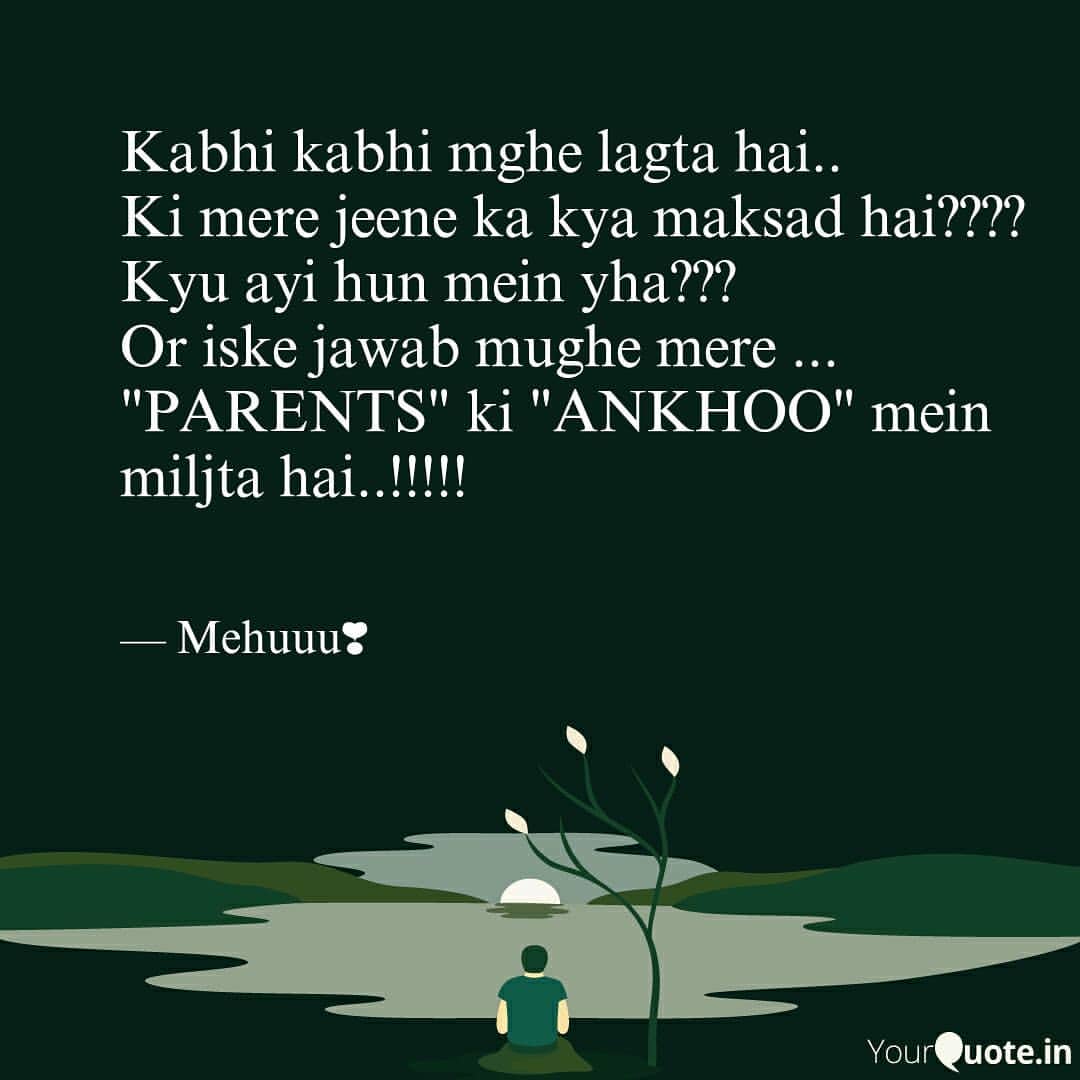 Kabhi kabhi mghe lagta hai..
Ki mere jeene ka kya maksad hai????
Kyu ayi hun mein yha???
Or iske jawab mughe mere ...
"PARENTS" ki "ANKHOO" mein
miljta hai..!!!!!
— Mehuuu❣
YourQuote.in